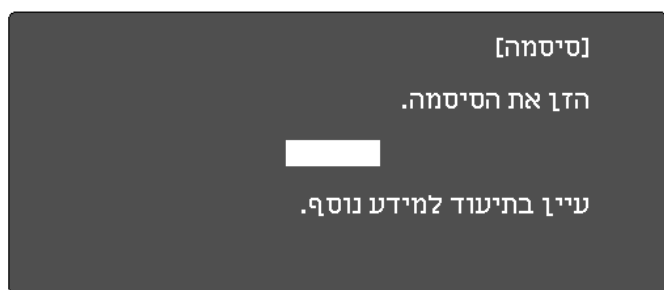 [סיסמה]
הזן את הסיסמה.
עיין בתיעוד למידע נוסף.